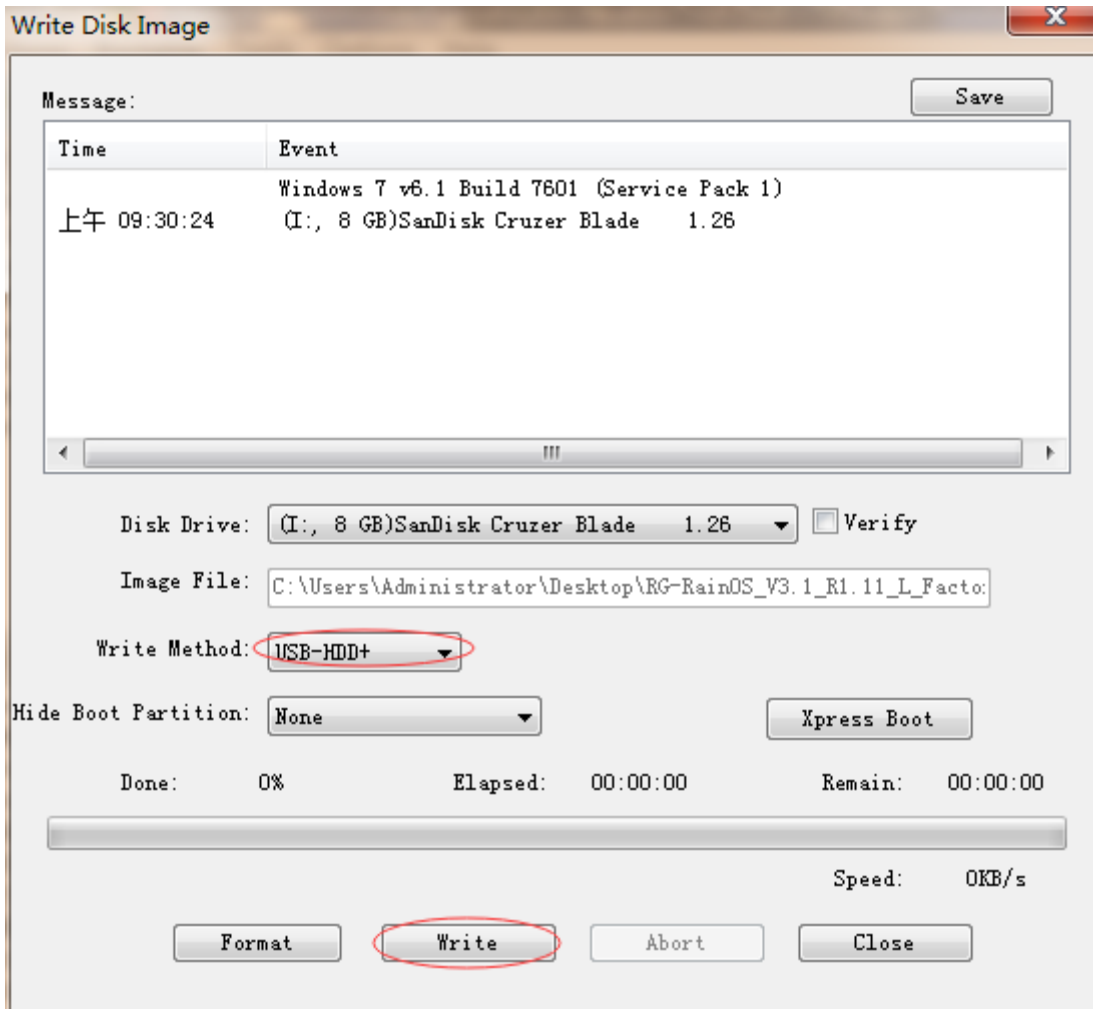 Write Disk Image
Message:
Save
Time Event
Windows 7 v6.1 Build 7601 (Service Pack 1)
上午 09:30:24 (I:, 8 GB)SanDisk Cruzer Blade 1.26
Disk Drive: (I:, 8 GB)SanDisk Cruzer Blade 1.26 Verify
Image File: C:\Users\Administrator\Desktop\RG-RainOS_V3.1_R1.11_L_Facto
Write Method: USB-HDD+
Hide Boot Partition: None Xpress Boot
Done: 0% Elapsed: 00:00:00 Remain: 00:00:00
Speed: 0KB/s
Format Write Abort Close